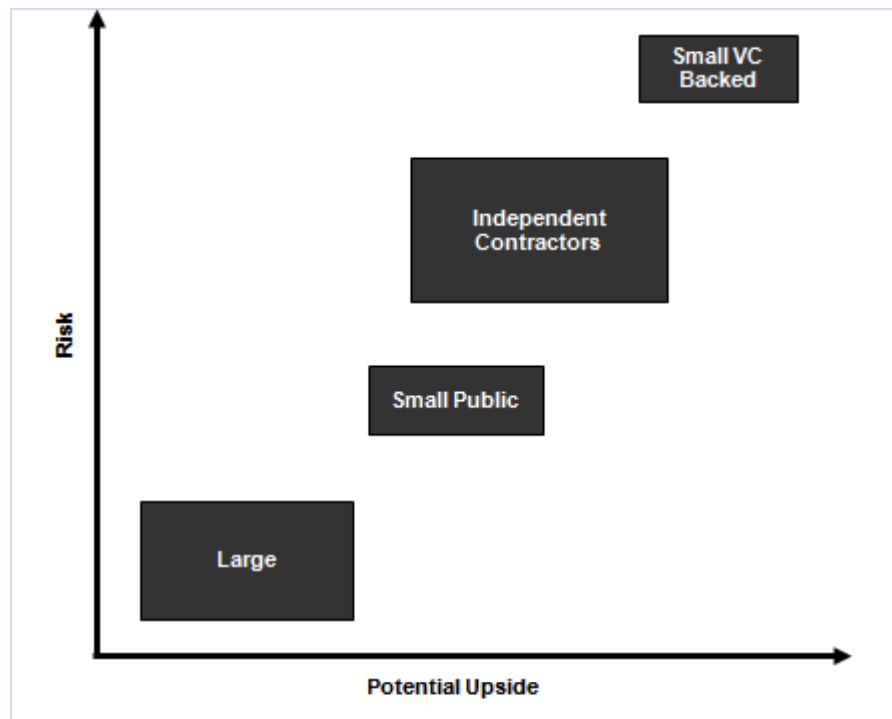 Small VC
Backed
Independent
Contractors
Risk
Small Public
Large
Potential Upside